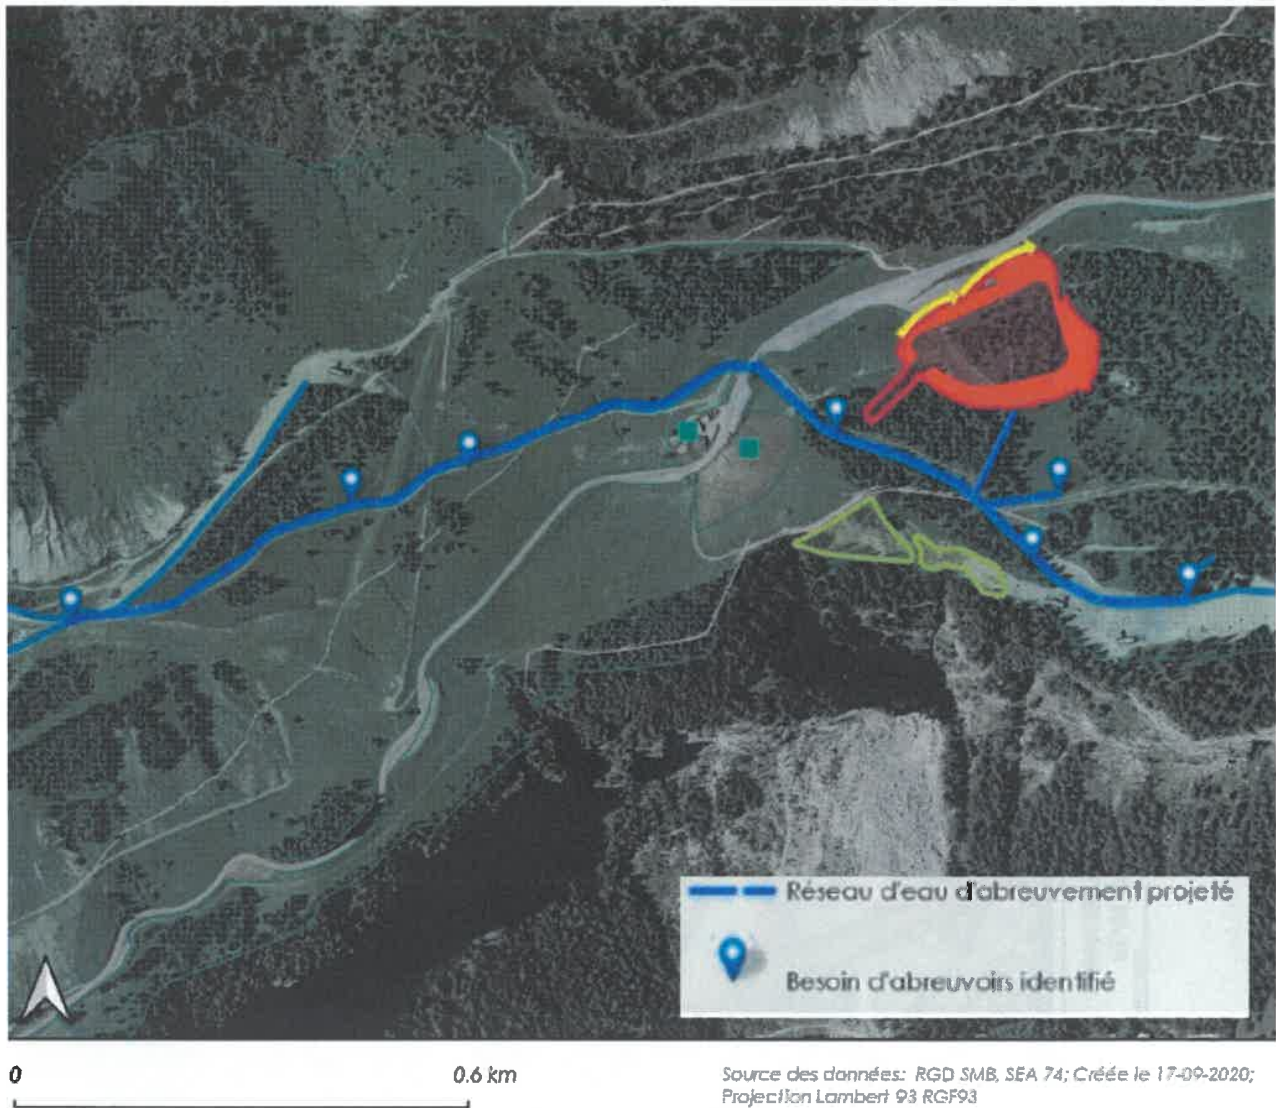 Réseau d'eau d'abreuvement projeté
Besoin d'abreuvoirs identifié
0
0.6 km
Source des données: RGD SMB, SEA 74; Créée le 17-09-2020;
Projection Lambert 93 RGF93